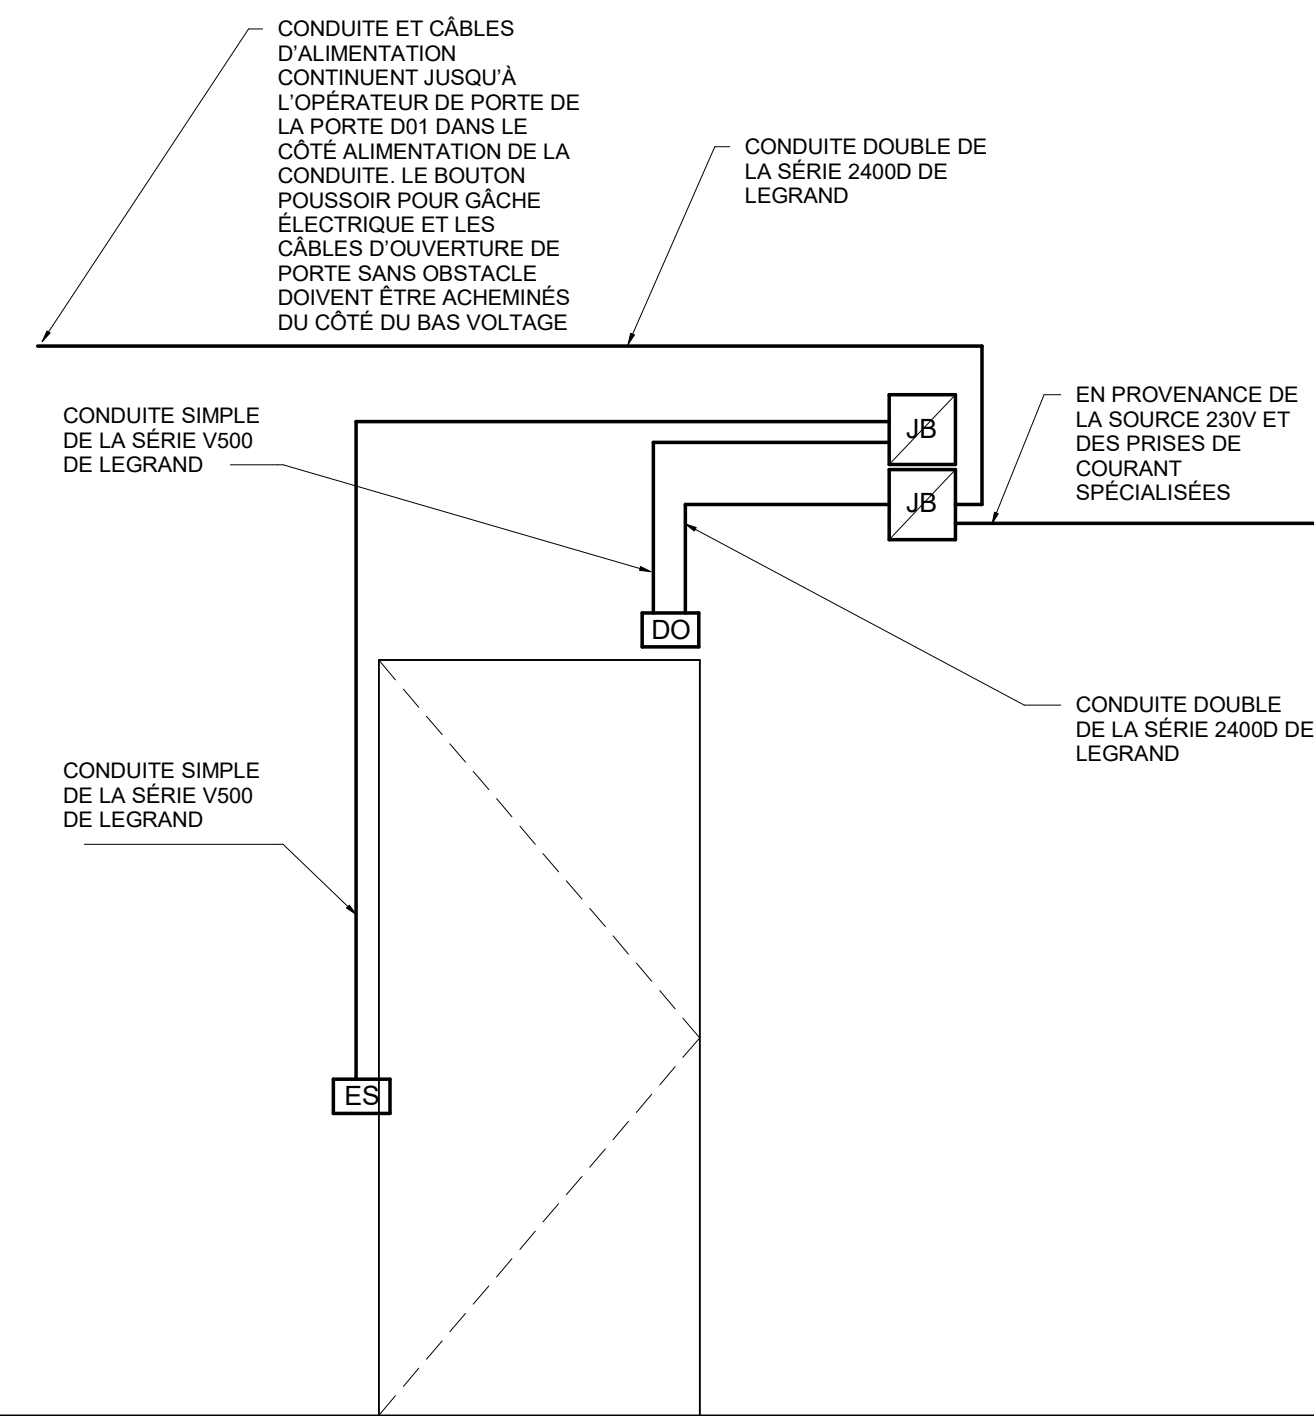 CONDUITE ET CÂBLES
D’ALIMENTATION
CONTINUENT JUSQU’À
L’OPÉRATEUR DE PORTE DE
LA PORTE D01 DANS LE
CÔTÉ ALIMENTATION DE LA
CONDUITE. LE BOUTON
POUSSOIR POUR GÂCHE
ÉLECTRIQUE ET LES
CÂBLES D’OUVERTURE DE
PORTE SANS OBSTACLE
DOIVENT ÊTRE ACHEMINÉS
DU CÔTÉ DU BAS VOLTAGE
CONDUITE DOUBLE DE
LA SÉRIE 2400D DE
LEGRAND
CONDUITE SIMPLE
DE LA SÉRIE V500
DE LEGRAND
JB
JB
EN PROVENANCE DE
LA SOURCE 230V ET
DES PRISES DE
COURANT
SPÉCIALISÉES
DO
CONDUITE DOUBLE
DE LA SÉRIE 2400D DE
LEGRAND
CONDUITE SIMPLE
DE LA SÉRIE V500
DE LEGRAND
ES